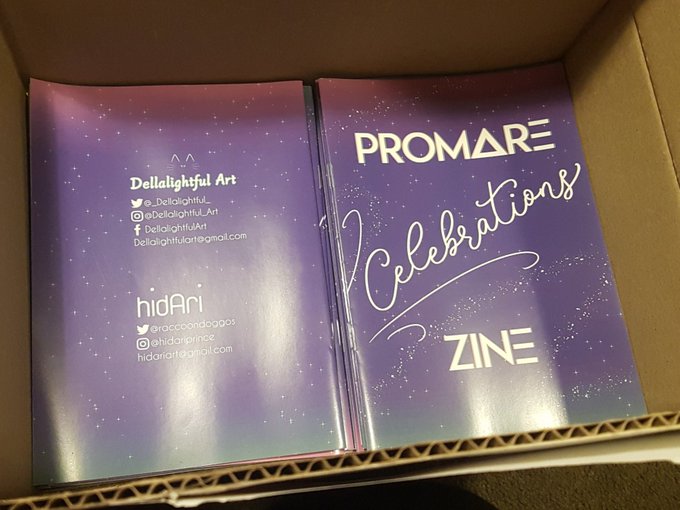 Dellalightful Art
@_Dellalightful_
@Dellalightful_Art
DellalightfulArt
Dellalightfulart@gmail.com
hidAri
@raccoondoggos
@hidariprince
hidariart@gmail.com
PROMARE
Celebrations
ZINE